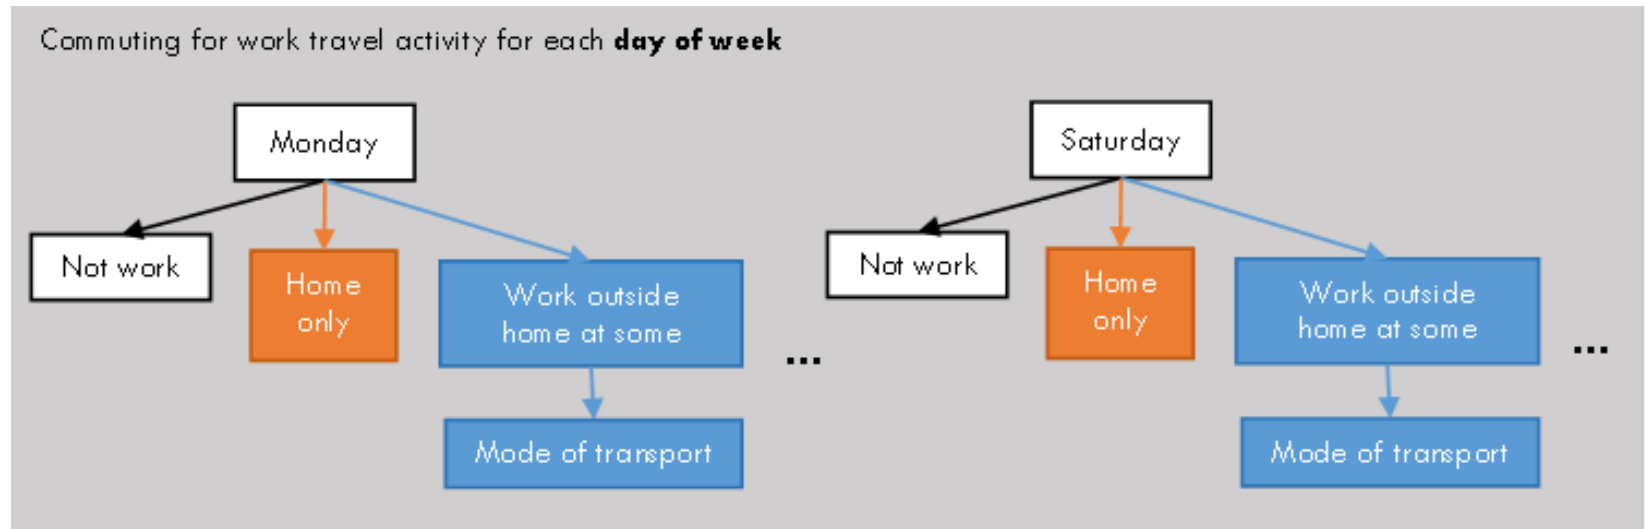 Commuting for work travel activity for each day of week
Monday
Not work
Home
only
Work outside
home at some
Mode of transport
...
Saturday
Not work
Home
only
Work outside
home at some
Mode of transport
...